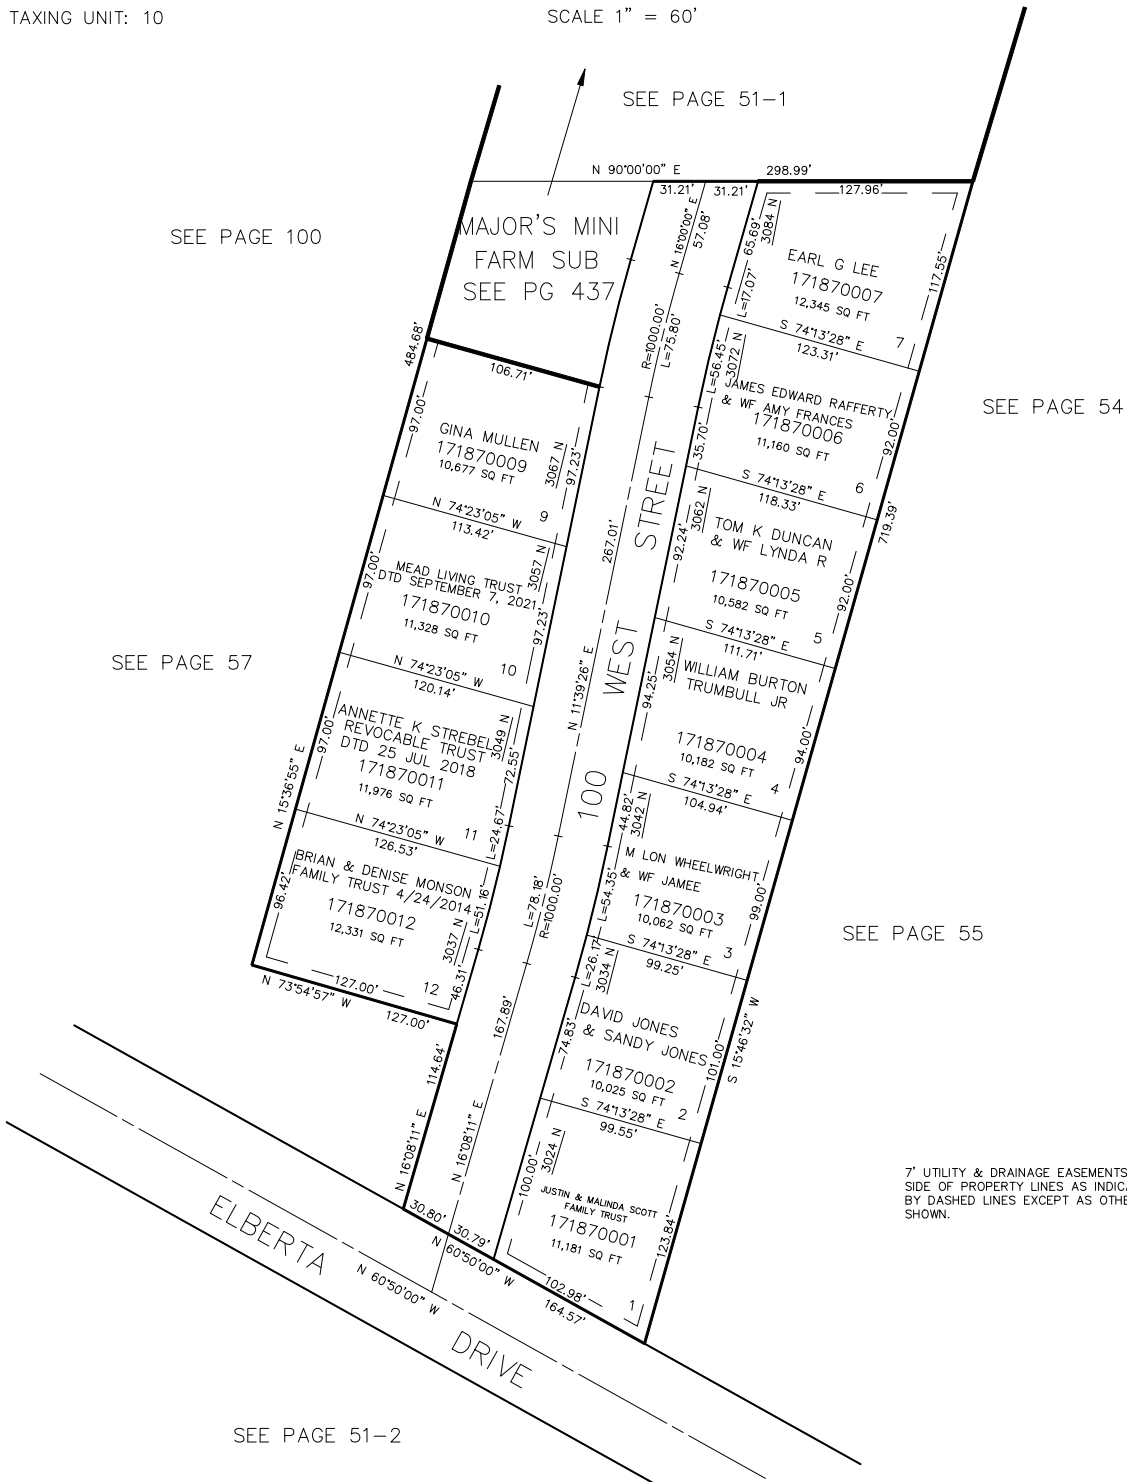 TAXING UNIT: 10
SCALE 1" = 60'
SEE PAGE 51-1
N 90°00'00" E
298.99'
31.21'
31.21'
127.96'
SEE PAGE 100
MAJOR'S MINI
FARM SUB
SEE PG 437
N 16°00'00" E
57.08'
65.69'
3084 N
EARL G LEE
171870007
12,345 SQ FT
117.55'
L=17.07'
S 74°13'28" E
123.31'
7
484.68'
106.71'
R=1000.00'
L=75.80'
L=56.45'
3072 N
JAMES EDWARD RAFFERTY
& WF AMY FRANCES
171870006
11,160 SQ FT
92.00'
SEE PAGE 54
35.70'
S 74°13'28" E
118.33'
6
97.00'
GINA MULLEN
171870009
10,677 SQ FT
3067 N
97.23'
N 74°23'05" W
113.42'
9
719.39'
267.01'
STREET
92.24'
3062 N
TOM K DUNCAN
& WF LYNDA R
171870005
10,582 SQ FT
92.00'
S 74°13'28" E
111.71'
5
97.00'
MEAD LIVING TRUST
DTD SEPTEMBER 7, 2021
171870010
11,328 SQ FT
3057 N
97.23'
N 74°23'05" W
120.14'
10
SEE PAGE 57
N 11°39'26" E
WEST
94.25'
3054 N
WILLIAM BURTON
TRUMBULL JR
171870004
10,182 SQ FT
94.00'
S 74°13'28" E
104.94'
4
97.00'
ANNETTE K STREBEL
REVOCABLE TRUST
DTD 25 JUL 2018
171870011
11,976 SQ FT
3049 N
72.55'
L=24.67'
N 74°23'05" W
126.53'
11
N 15°36'55" E
100
44.82'
3042 N
M LON WHEELWRIGHT
& WF JAMEE
171870003
10,062 SQ FT
L=54.35'
99.00'
S 74°13'28" E
99.25'
3
96.42'
BRIAN & DENISE MONSON
FAMILY TRUST 4/24/2014
171870012
12,331 SQ FT
L=51.16'
3037 N
46.31'
127.00'
12
N 73°54'57" W
127.00'
L=78.18'
R=1000.00'
SEE PAGE 55
L=26.17'
3034 N
DAVID JONES
& SANDY JONES
171870002
10,025 SQ FT
74.83'
101.00'
S 15°46'32" W
S 74°13'28" E
99.55'
2
167.89'
114.64'
N 16°08'11" E
N 16°08'11" E
100.00'
3024 N
JUSTIN & MALINDA SCOTT
FAMILY TRUST
171870001
11,181 SQ FT
123.84'
102.98'
1
164.57'
30.80'
30.79'
N 60°50'00" W
N 60°50'00" W
ELBERTA
DRIVE
7' UTILITY & DRAINAGE EASEMENTS
SIDE OF PROPERTY LINES AS
BY DASHED LINES EXCEPT AS
SHOWN.
SEE PAGE 51-2